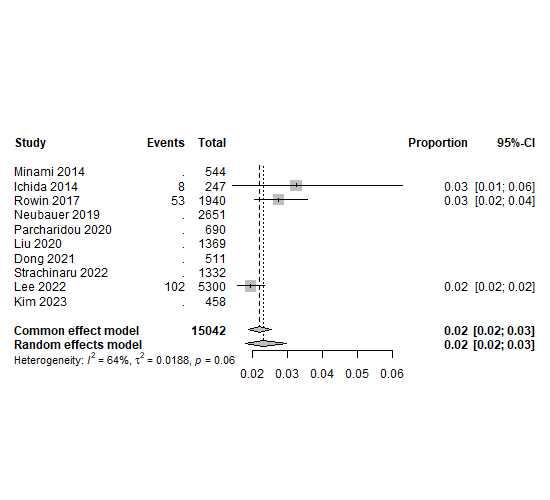 Study Events Total Proportion 95%-CI
Minami 2014 . 544
Ichida 2014 8 247 0.03 [0.01; 0.06]
Rowin 2017 53 1940 0.03 [0.02; 0.04]
Neubauer 2019 . 2651
Parcharidou 2020 . 690
Liu 2020 . 1369
Dong 2021 . 511
Strachinaru 2022 . 1332
Lee 2022 102 5300 0.02 [0.02; 0.02]
Kim 2023 . 458
Common effect model 15042 0.02 [0.02; 0.03]
Random effects model 0.02 [0.02; 0.03]
Heterogeneity: I² = 64%, τ² = 0.0188, p = 0.06
0.02 0.03 0.04 0.05 0.06